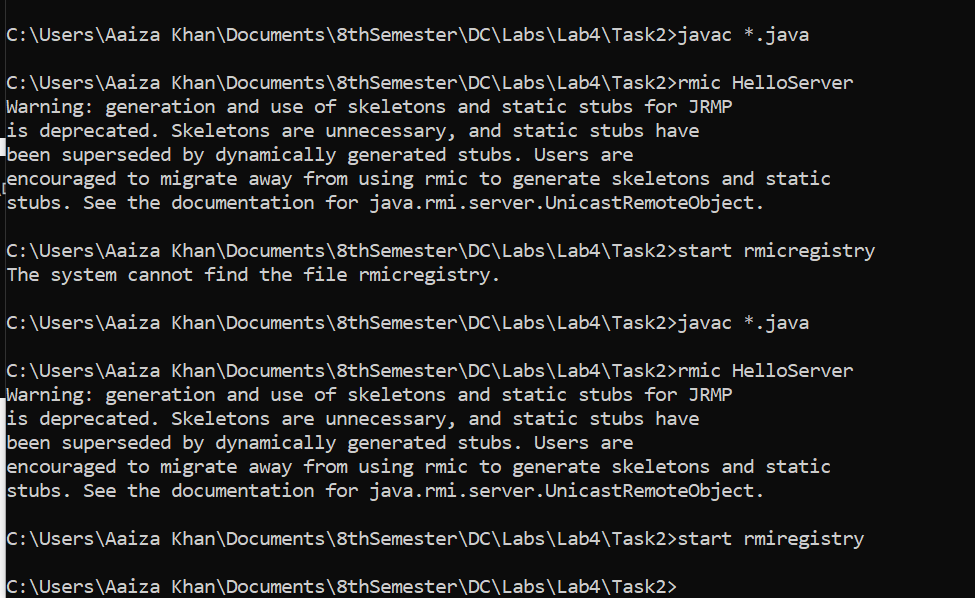 C:\Users\Aaiza Khan\Documents\8thSemester\DC\Labs\Lab4\Task2>javac *.java
C:\Users\Aaiza Khan\Documents\8thSemester\DC\Labs\Lab4\Task2>rmic HelloServer
Warning: generation and use of skeletons and static stubs for JRMP
is deprecated. Skeletons are unnecessary, and static stubs have
been superseded by dynamically generated stubs. Users are
encouraged to migrate away from using rmic to generate skeletons and static
stubs. See the documentation for java.rmi.server.UnicastRemoteObject.
C:\Users\Aaiza Khan\Documents\8thSemester\DC\Labs\Lab4\Task2>start rmicregistry
The system cannot find the file rmicregistry.
C:\Users\Aaiza Khan\Documents\8thSemester\DC\Labs\Lab4\Task2>javac *.java
C:\Users\Aaiza Khan\Documents\8thSemester\DC\Labs\Lab4\Task2>rmic HelloServer
Warning: generation and use of skeletons and static stubs for JRMP
is deprecated. Skeletons are unnecessary, and static stubs have
been superseded by dynamically generated stubs. Users are
encouraged to migrate away from using rmic to generate skeletons and static
stubs. See the documentation for java.rmi.server.UnicastRemoteObject.
C:\Users\Aaiza Khan\Documents\8thSemester\DC\Labs\Lab4\Task2>start rmiregistry
C:\Users\Aaiza Khan\Documents\8thSemester\DC\Labs\Lab4\Task2>